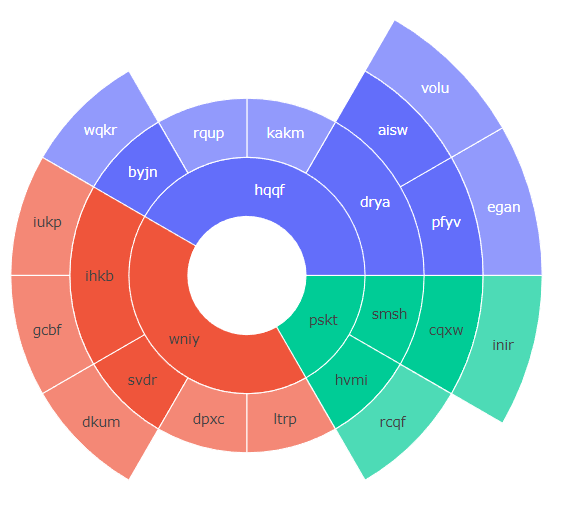 volu
aisw
wqkr
rqup
kakm
byjn
hqqf
drya
egan
pfyv
iukp
ihkb
smsh
pskt
gcbf
cqxw
wniy
inir
svdr
hvmi
dkum
dpxc
ltrp
rcqf